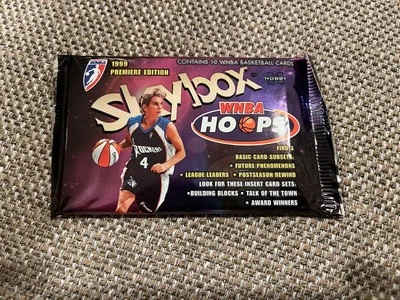 WNBA
1999
PREMIERE EDITION
CONTAINS 10 WNBA BASKETBALL CARDS
Skybox
HOBBY
WNBA
HOOPS
FIND 3
BASIC CARD SUBSETS:
• FUTURE PHENOMENONS
• LEAGUE LEADERS • POSTSEASON REWIND
LOOK FOR THESE INSERT CARD SETS:
• BUILDING BLOCKS • TALK OF THE TOWN
• AWARD WINNERS
ROCKERS
4